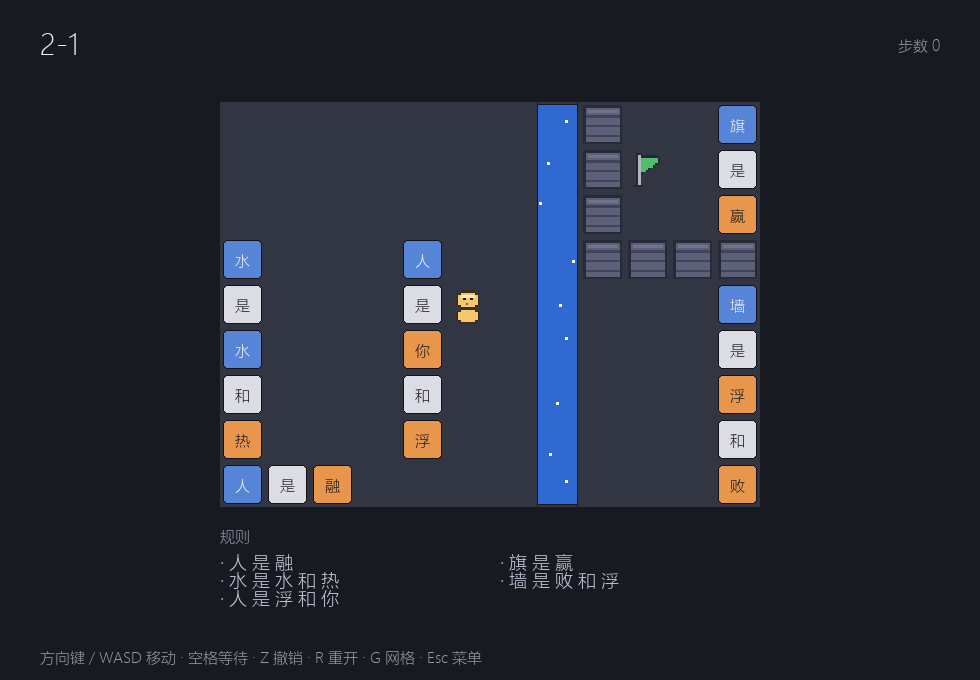 2-1
步数 0
旗
是
赢
水 人
是 是 墙
水 你 是
和 和 浮
热 浮 和
人 是 融 败
规则
· 人 是 融
· 水 是 水 和 热
· 人 是 浮 和 你
· 旗 是 赢
· 墙 是 败 和 浮
方向键 / WASD 移动 · 空格等待 · Z 撤销 · R 重开 · G 网格 · Esc 菜单